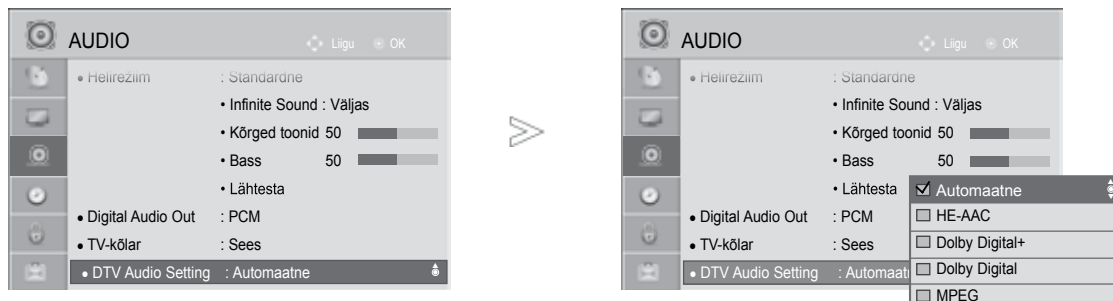 AUDIO
Liigu OK
• Helirežiim : Standardne
• Infinite Sound : Väljas
• Kõrged toonid 50
• Bass 50
• Lähtesta
• Digital Audio Out : PCM
• TV-kõlar : Sees
• DTV Audio Setting : Automaatne
AUDIO
Liigu OK
• Helirežiim : Standardne
• Infinite Sound : Väljas
• Kõrged toonid 50
• Bass 50
• Lähtesta
• Digital Audio Out : PCM
• TV-kõlar : Sees
• DTV Audio Setting : Automaat
Automaatne
HE-AAC
Dolby Digital+
Dolby Digital
MPEG